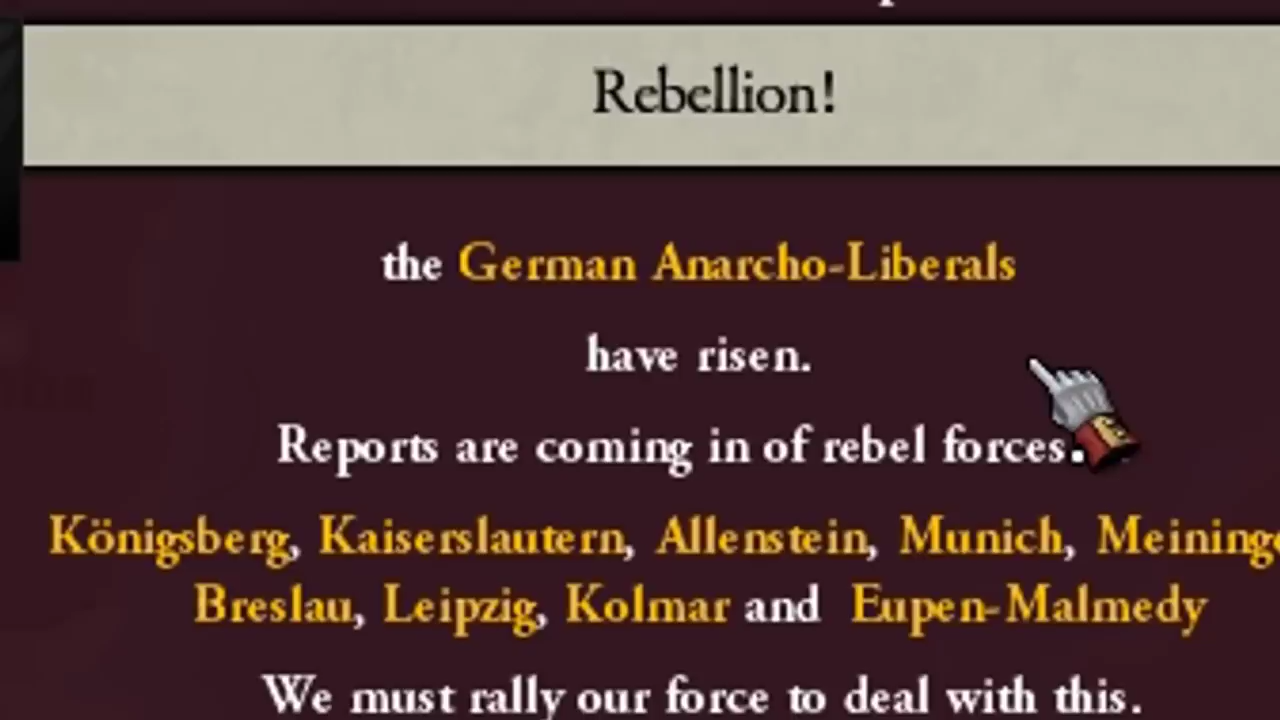 Rebellion!
the German Anarcho-Liberals
have risen.
Reports are coming in of rebel forces.
Königsberg, Kaiserslautern, Allenstein, Munich,
Breslau, Leipzig, Kolmar and Eupen-Malmedy
We must rally our force to deal with this.